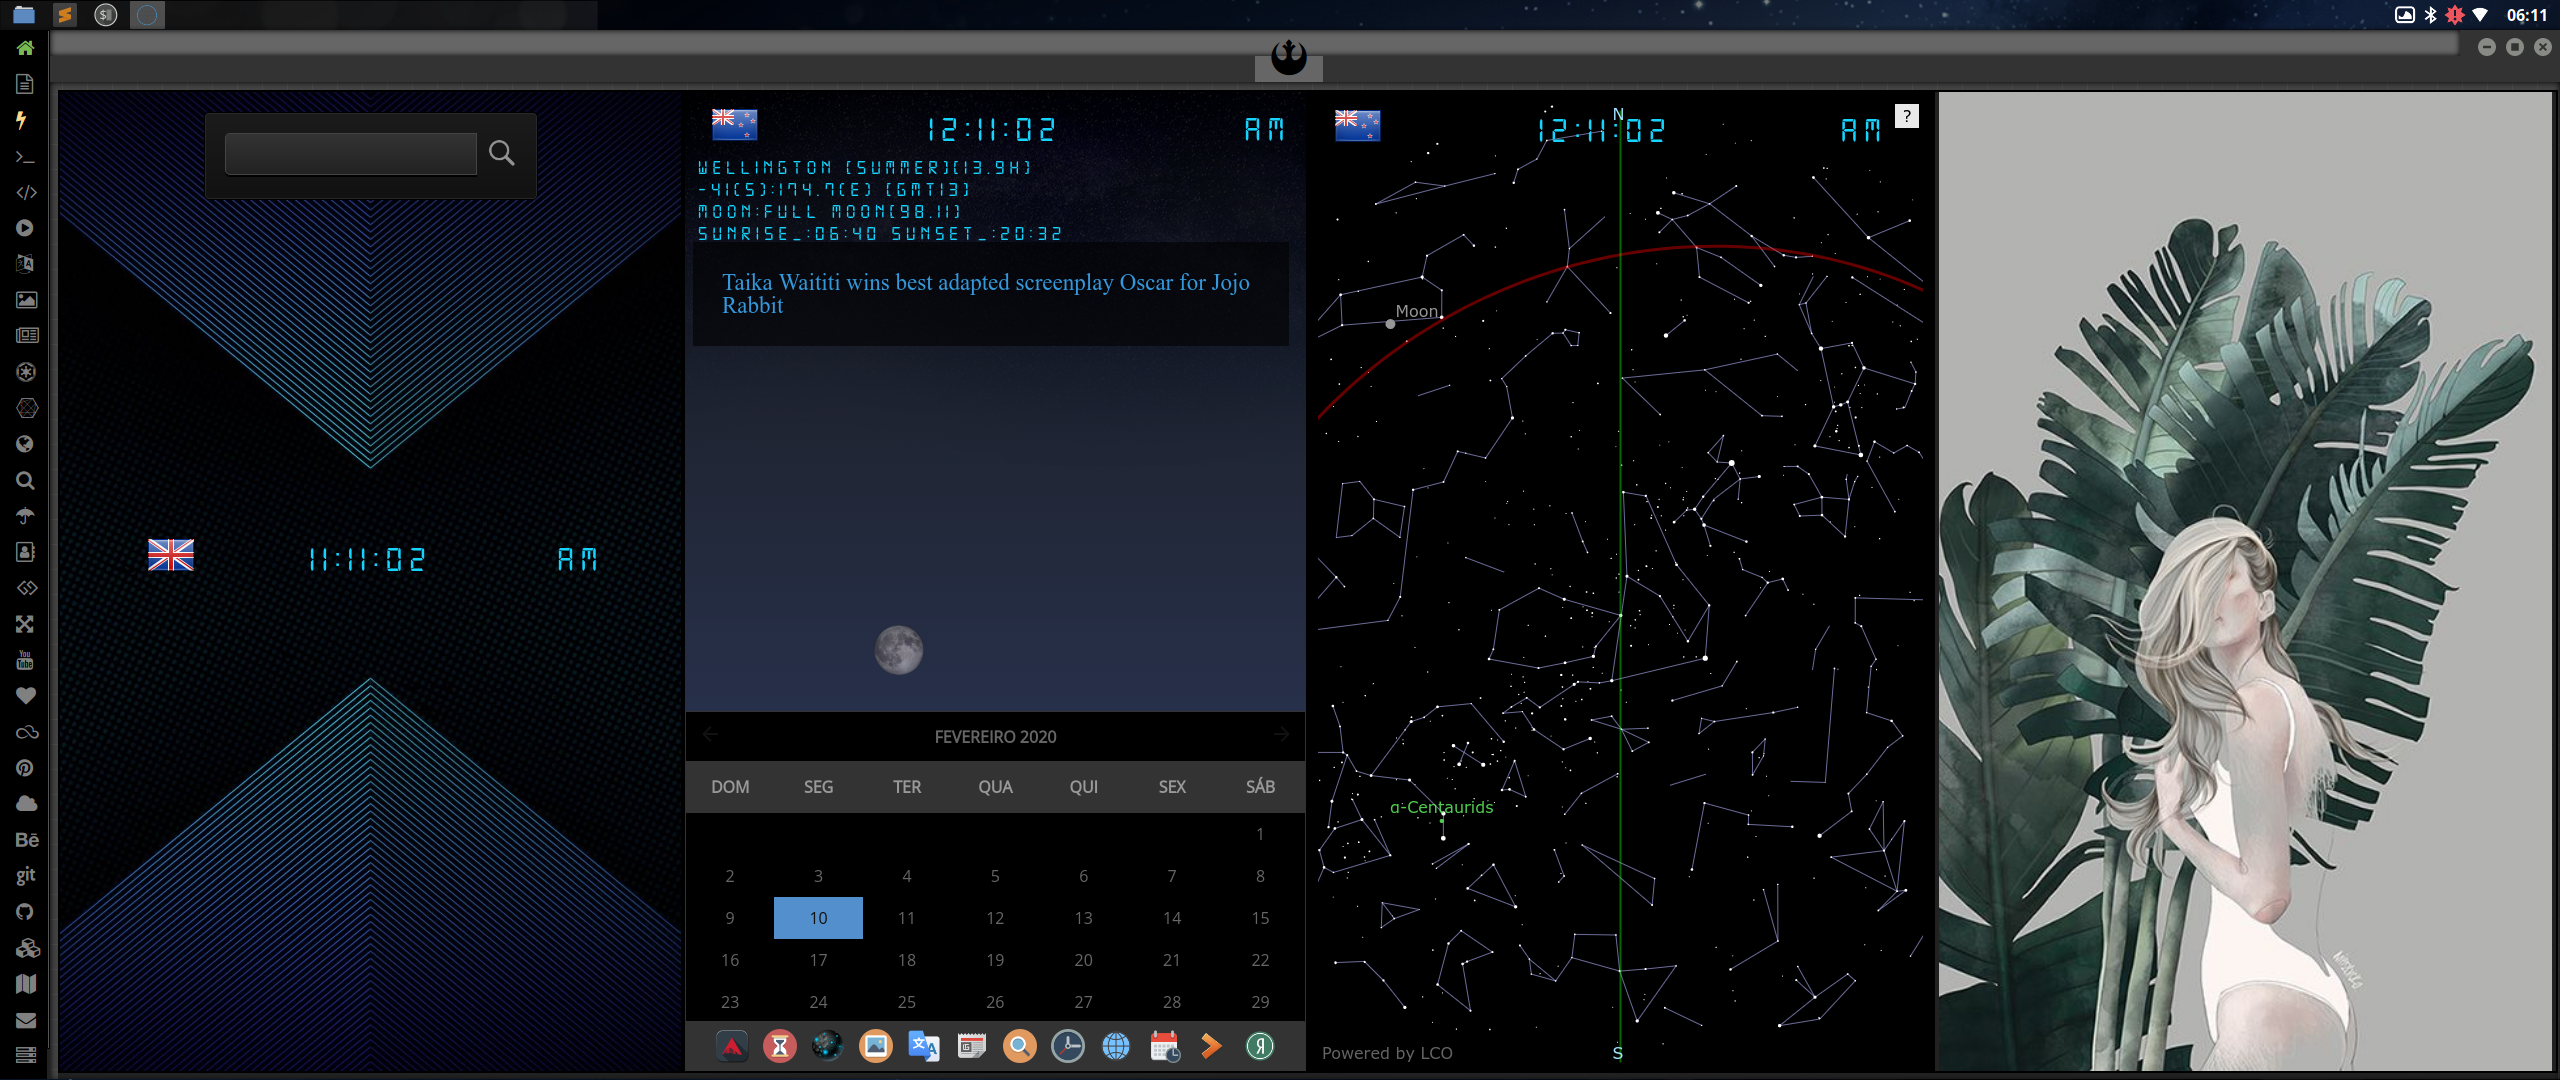 06:11
11:11:02 AM
12:11:02 AM
WELLINGTON (SUMMER)(13.9H)
-41(S):174.7(E) (GMT13)
MOON:FULL MOON(98.11)
SUNRISE_:06:40 SUNSET_:20:32
Taika Waititi wins best adapted screenplay Oscar for Jojo
Rabbit
FEVEREIRO 2020
DOM SEG TER QUA QUI SEX SÁB
1
2 3 4 5 6 7 8
9 10 11 12 13 14 15
16 17 18 19 20 21 22
23 24 25 26 27 28 29
12:11:02 AM
?
N
Moon
α-Centaurids
S
Powered by LCO
You
Tube
Bē
git